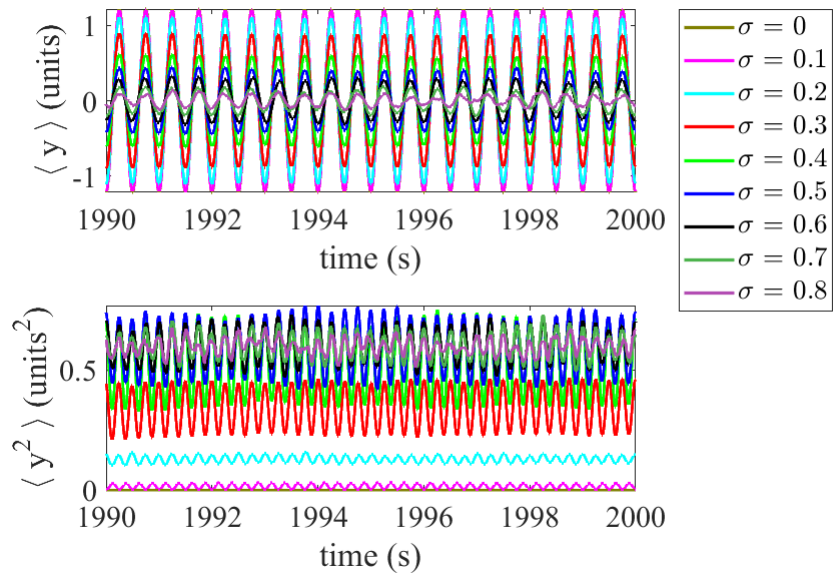 1
0
-1
⟨ y ⟩ (units)
1990 1992 1994 1996 1998 2000
time (s)
0.5
0
⟨ y² ⟩ (units²)
1990 1992 1994 1996 1998 2000
time (s)
σ = 0
σ = 0.1
σ = 0.2
σ = 0.3
σ = 0.4
σ = 0.5
σ = 0.6
σ = 0.7
σ = 0.8